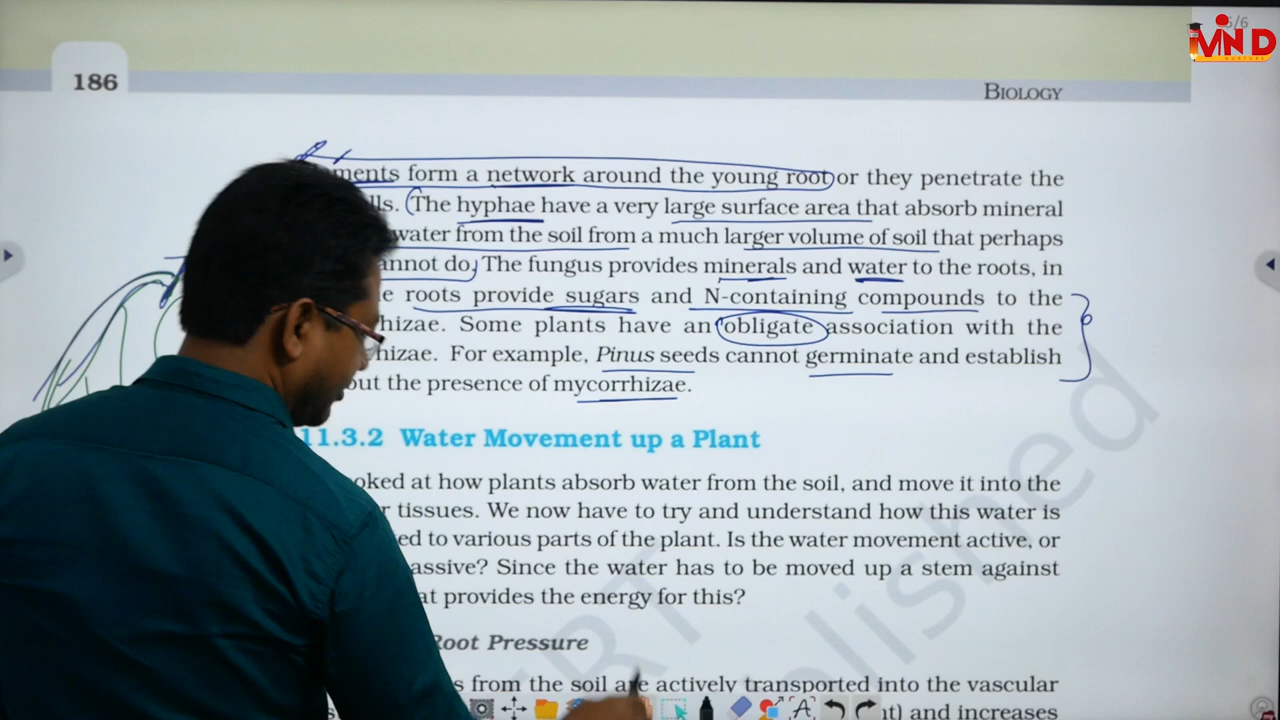 5/6
MIND
NURTURE
186
BIOLOGY
ments form a network around the young root or they penetrate the
lls. The hyphae have a very large surface area that absorb mineral
water from the soil from a much larger volume of soil that perhaps
annot do. The fungus provides minerals and water to the roots, in
e roots provide sugars and N-containing compounds to the
hizae. Some plants have an obligate association with the
hizae. For example, Pinus seeds cannot germinate and establish
out the presence of mycorrhizae.
11.3.2 Water Movement up a Plant
oked at how plants absorb water from the soil, and move it into the
r tissues. We now have to try and understand how this water is
ed to various parts of the plant. Is the water movement active, or
assive? Since the water has to be moved up a stem against
at provides the energy for this?
Root Pressure
s from the soil are actively transported into the vascular
nt) and increases